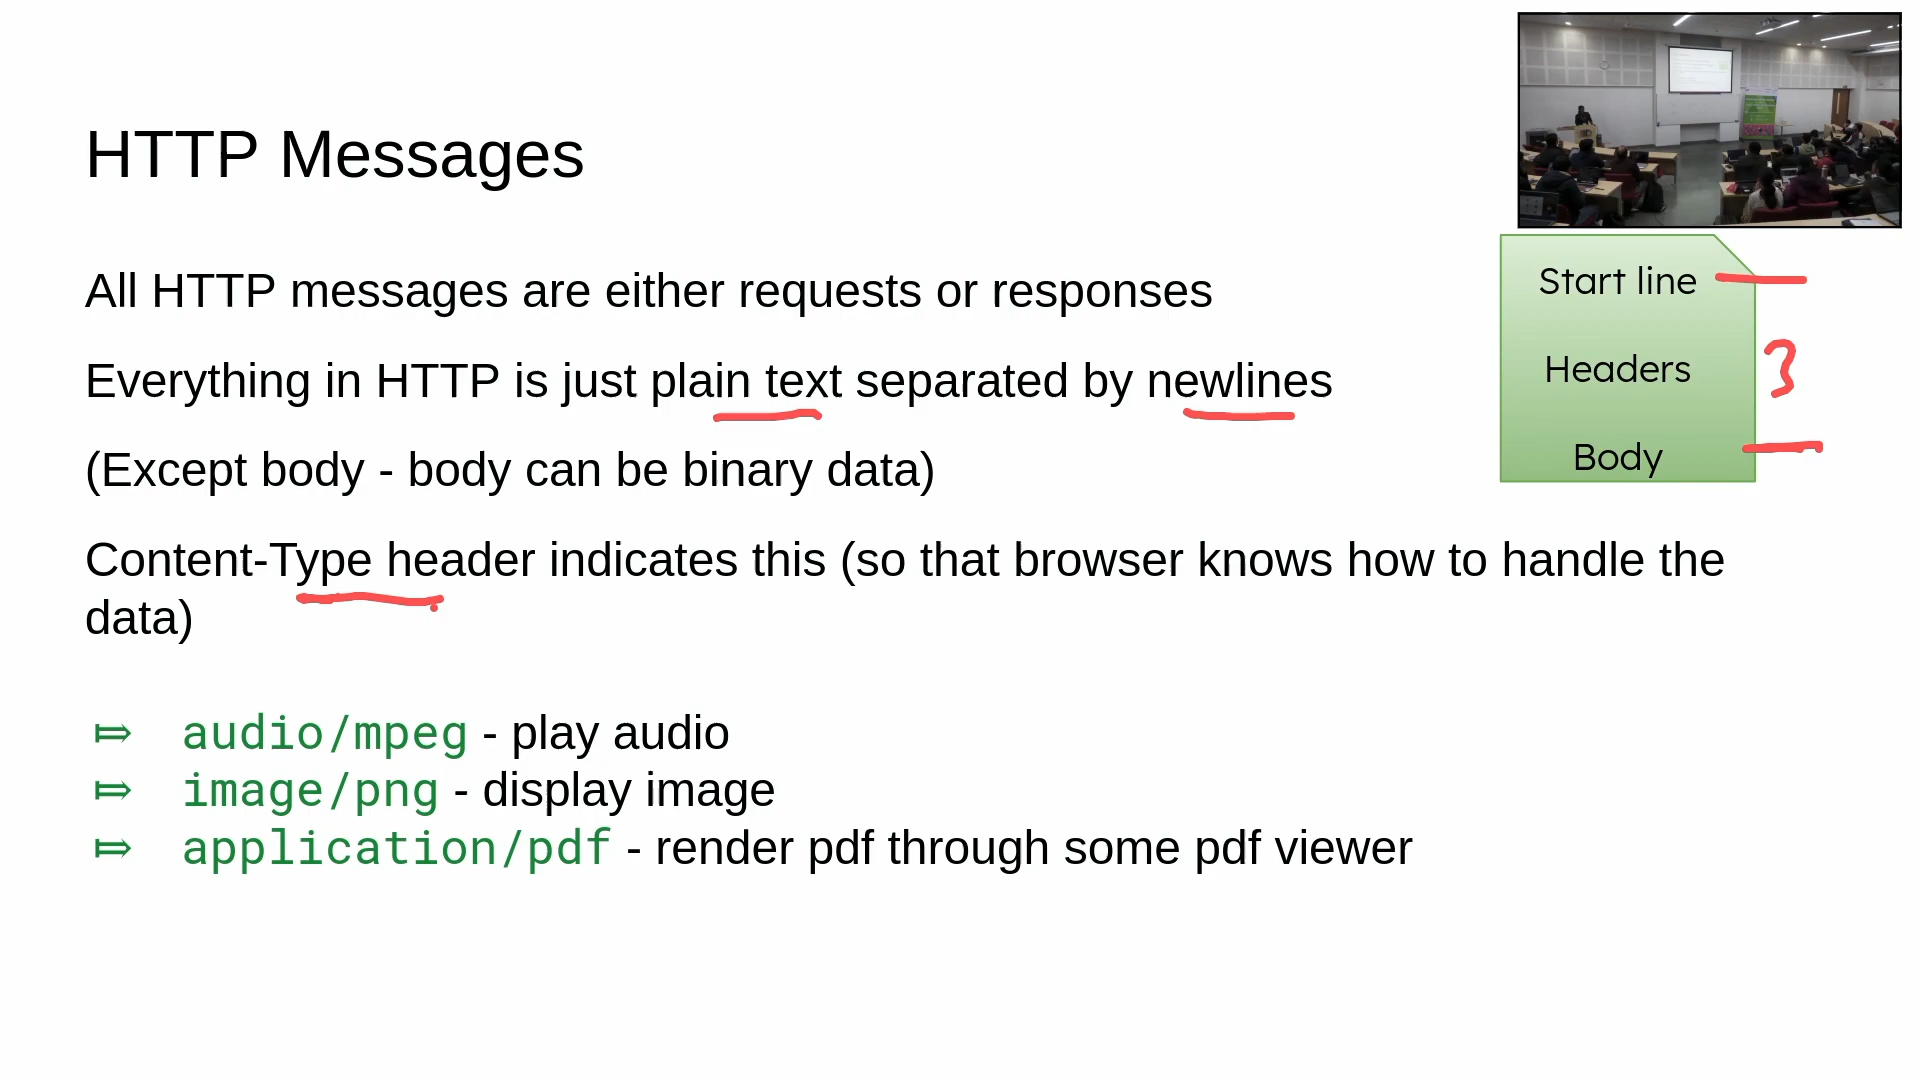 HTTP Messages
All HTTP messages are either requests or responses
Everything in HTTP is just plain text separated by newlines
(Except body - body can be binary data)
Content-Type header indicates this (so that browser knows how to handle the
data)
⤇ audio/mpeg - play audio
⤇ image/png - display image
⤇ application/pdf - render pdf through some pdf viewer
Start line
Headers
Body